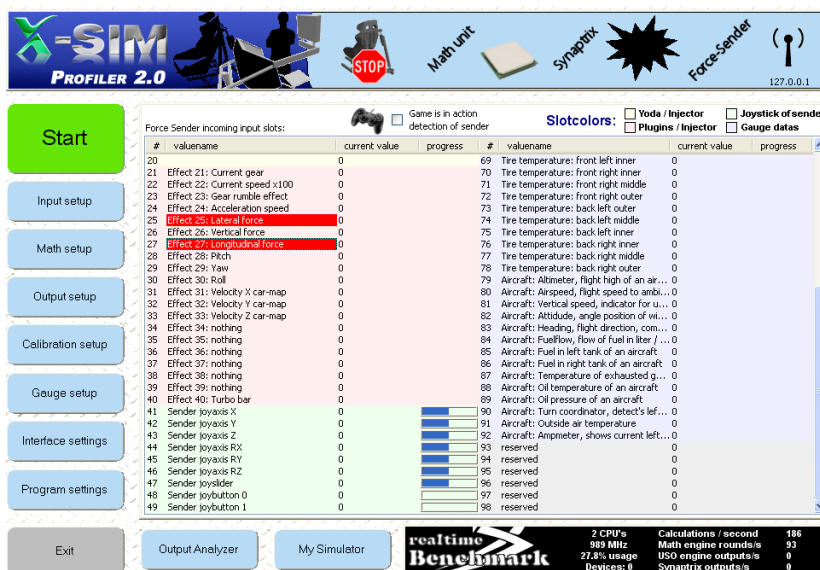 X-SIM
PROFILER 2.0
STOP
Math unit
Synaptrix
Force-Sender
127.0.0.1
Start
Input setup
Math setup
Output setup
Calibration setup
Gauge setup
Interface settings
Program settings
Exit
Force Sender incoming input slots:
Game is in action
detection of sender
Slotcolors:
Yoda / Injector
Joystick of sende
Plugins / Injector
Gauge datas
# valuename current value progress # valuename current value progress
20 0 69 Tire temperature: front left inner 0
21 Effect 21: Current gear 0 70 Tire temperature: front right inner 0
22 Effect 22: Current speed x100 0 71 Tire temperature: front right middle 0
23 Effect 23: Gear rumble effect 0 72 Tire temperature: front right outer 0
24 Effect 24: Acceleration speed 0 73 Tire temperature: back left outer 0
25 Effect 25: Lateral force 0 74 Tire temperature: back left middle 0
26 Effect 26: Vertical force 0 75 Tire temperature: back left inner 0
27 Effect 27: Longitudinal force 0 76 Tire temperature: back right inner 0
28 Effect 28: Pitch 0 77 Tire temperature: back right middle 0
29 Effect 29: Yaw 0 78 Tire temperature: back right outer 0
30 Effect 30: Roll 0 79 Aircraft: Altimeter, flight high of an air... 0
31 Effect 31: Velocity X car-map 0 80 Aircraft: Airspeed, flight speed to ambi... 0
32 Effect 32: Velocity Y car-map 0 81 Aircraft: Vertical speed, indicator for u... 0
33 Effect 33: Velocity Z car-map 0 82 Aircraft: Attidude, angle position of wi... 0
34 Effect 34: nothing 0 83 Aircraft: Heading, flight direction, com... 0
35 Effect 35: nothing 0 84 Aircraft: Fuelflow, flow of fuel in liter / ... 0
36 Effect 36: nothing 0 85 Aircraft: Fuel in left tank of an aircraft 0
37 Effect 37: nothing 0 86 Aircraft: Fuel in right tank of an aircraft 0
38 Effect 38: nothing 0 87 Aircraft: Temperature of exhausted g... 0
39 Effect 39: nothing 0 88 Aircraft: Oil temperature of an aircraft 0
40 Effect 40: Turbo bar 0 89 Aircraft: Oil pressure of an aircraft 0
41 Sender joyaxis X 0 90 Aircraft: Turn coordinator, detect's lef... 0
42 Sender joyaxis Y 0 91 Aircraft: Outside air temperature 0
43 Sender joyaxis Z 0 92 Aircraft: Ampmeter, shows current left... 0
44 Sender joyaxis RX 0 93 reserved 0
45 Sender joyaxis RY 0 94 reserved 0
46 Sender joyaxis RZ 0 95 reserved 0
47 Sender joyslider 0 96 reserved 0
48 Sender joybutton 0 0 97 reserved 0
49 Sender joybutton 1 0 98 reserved 0
Output Analyzer
My Simulator
realtime
Benchmark
2 CPU's
989 MHz
27.8% usage
Devices: 0
Calculations / second 186
Math engine rounds/s 93
USO engine outputs/s 0
Synaptrix outputs/s 0